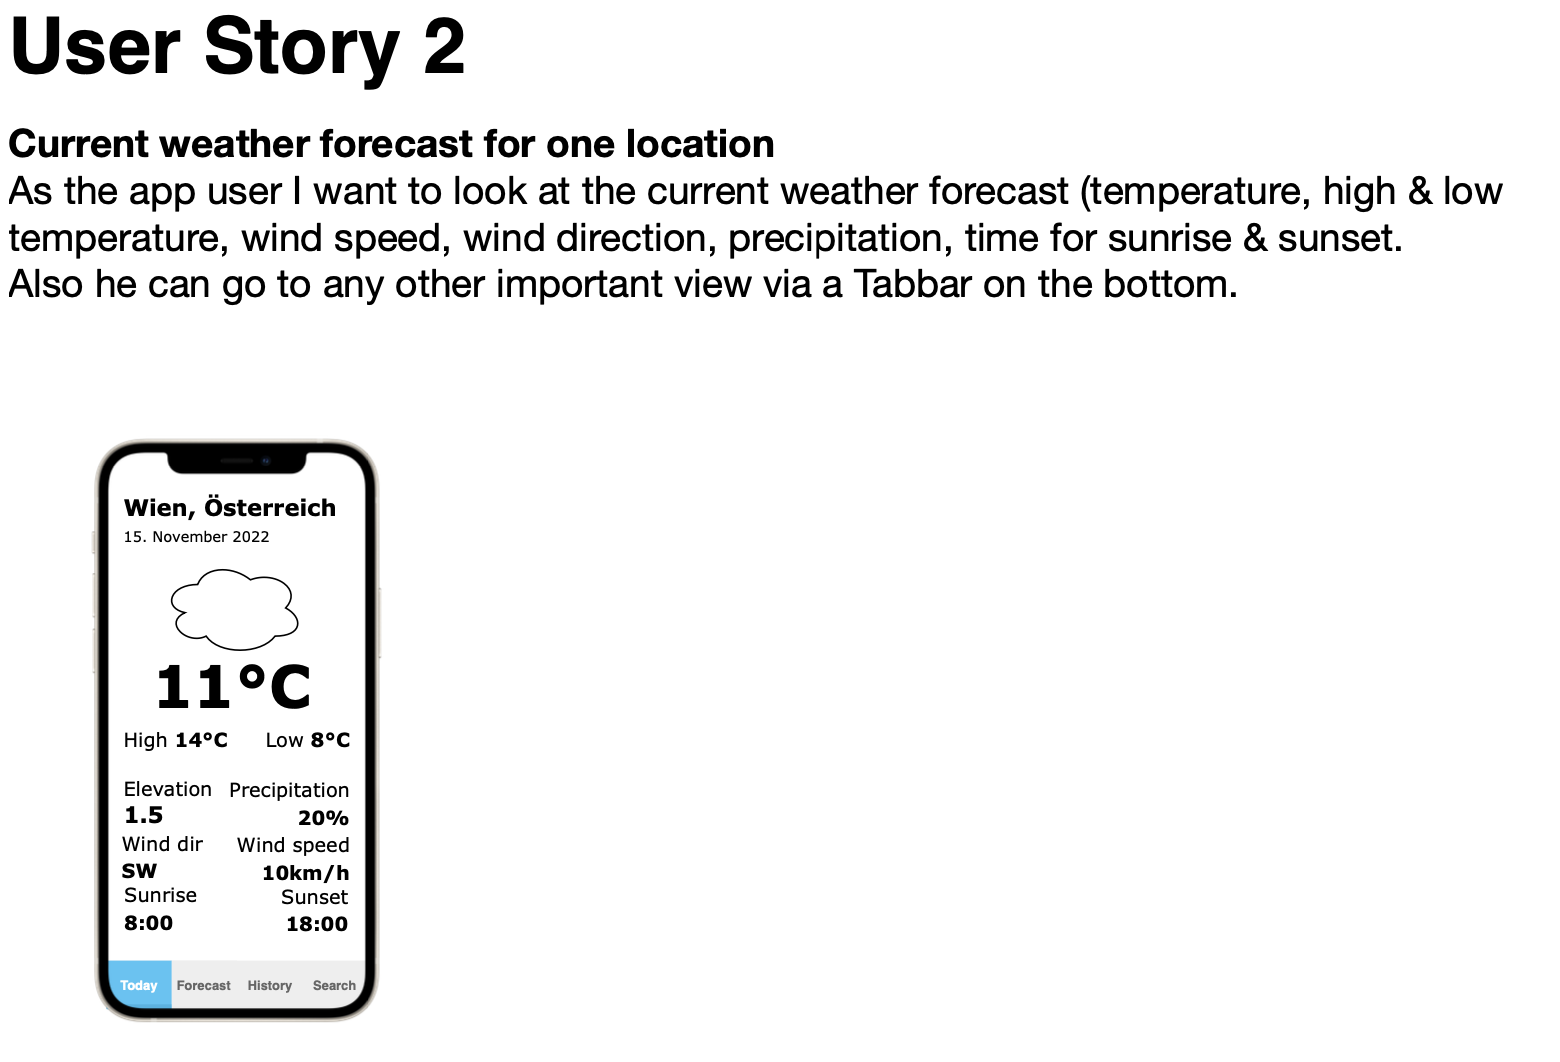 User Story 2
Current weather forecast for one location
As the app user I want to look at the current weather forecast (temperature, high & low
temperature, wind speed, wind direction, precipitation, time for sunrise & sunset.
Also he can go to any other important view via a Tabbar on the bottom.
Wien, Österreich
15. November 2022
11°C
High 14°C Low 8°C
Elevation Precipitation
1.5 20%
Wind dir Wind speed
SW 10km/h
Sunrise Sunset
8:00 18:00
Today Forecast History Search